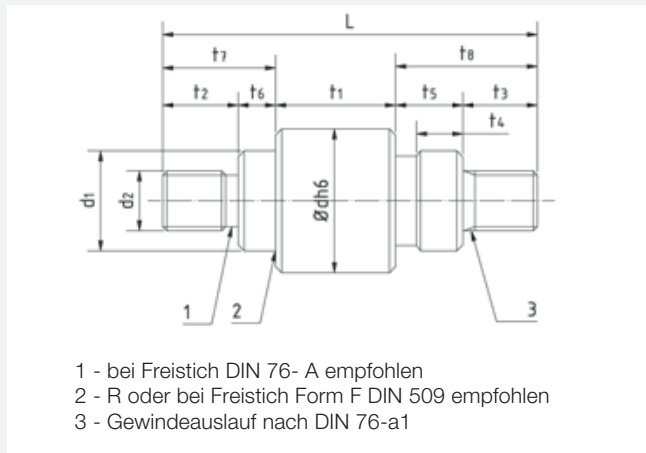 L
t7
t8
t2
t6
t1
t5
t3
t4
d1
d2
Ødh6
1
2
3
1 - bei Freistich DIN 76- A empfohlen
2 - R oder bei Freistich Form F DIN 509 empfohlen
3 - Gewindeauslauf nach DIN 76-a1